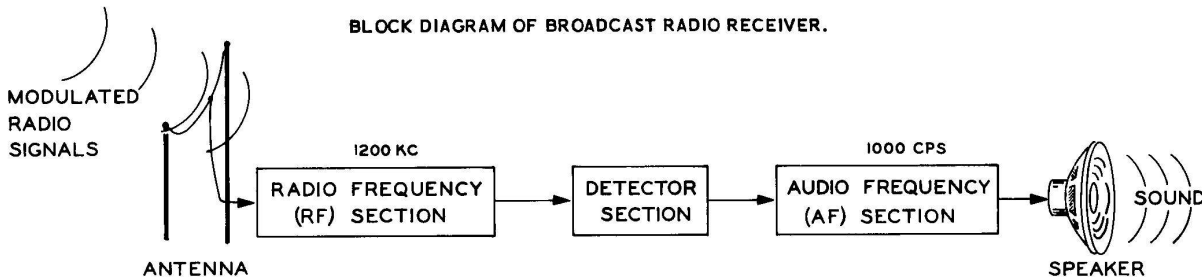 BLOCK DIAGRAM OF BROADCAST RADIO RECEIVER.
MODULATED
RADIO
SIGNALS
1200 KC
1000 CPS
RADIO FREQUENCY
(RF) SECTION
DETECTOR
SECTION
AUDIO FREQUENCY
(AF) SECTION
SOUND
ANTENNA
SPEAKER